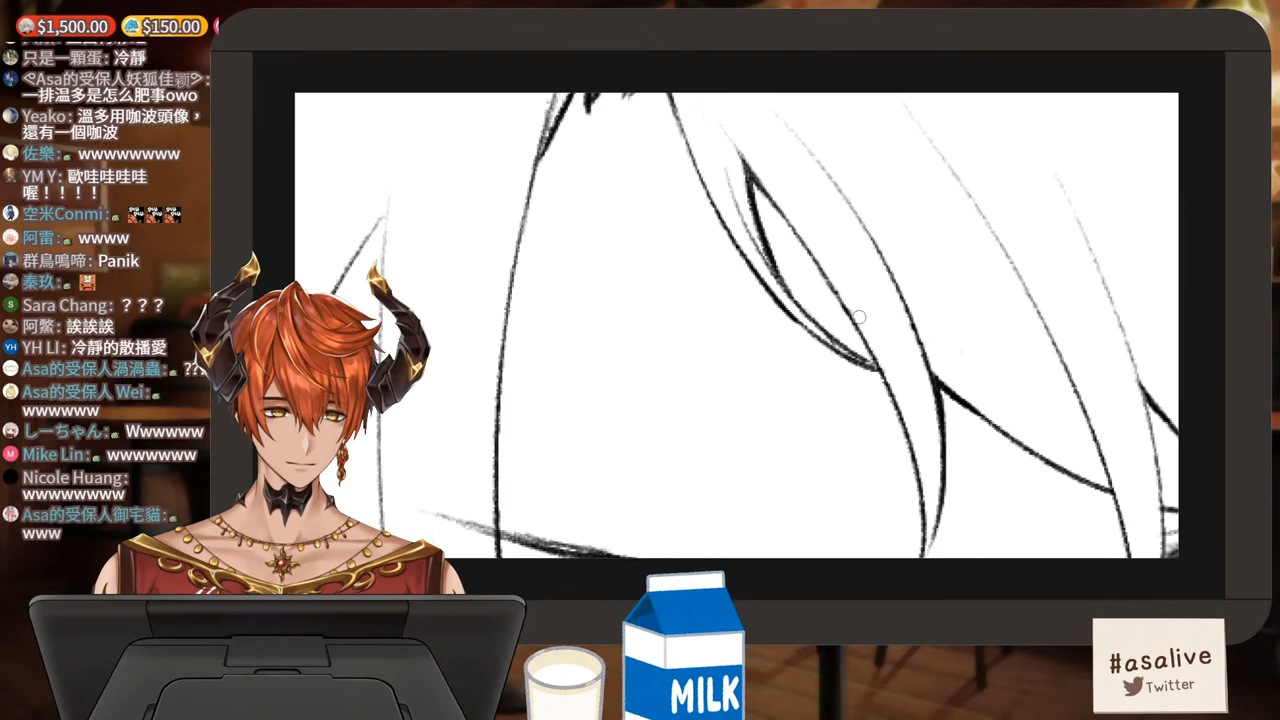 $1,500.00 $150.00
只是一顆蛋: 冷靜
Asa的受保人妖狐佳颖:
一排温多是怎么肥事owo
Yeako: 溫多用咖波頭像，
還有一個咖波
佐樂: wwwwwwww
YM Y: 歐哇哇哇哇
喔！！！！
空米Conmi:
阿雷: wwww
群鳥鳴啼: Panik
秦玖:
Sara Chang: ？？？
阿鱉: 誒誒誒
YH
YH LI: 冷靜的散播愛
Asa的受保人渦渦蟲: ???
Asa的受保人 Wei:
wwwwww
しーちゃん: Wwwwww
M
Mike Lin: wwwwwww
Nicole Huang:
wwwwwwww
Asa的受保人御宅貓:
www
MILK
#asalive
Twitter